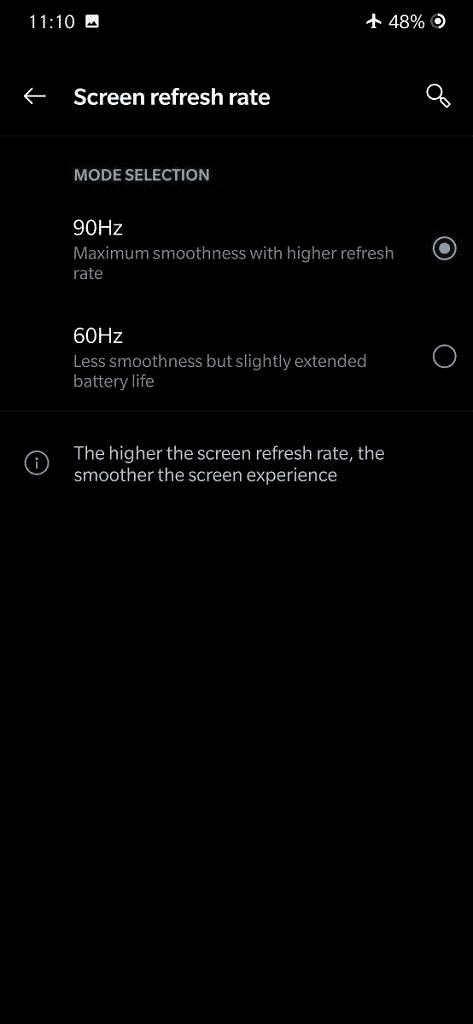 11:10 48%
Screen refresh rate
MODE SELECTION
90Hz
Maximum smoothness with higher refresh
rate
60Hz
Less smoothness but slightly extended
battery life
The higher the screen refresh rate, the
smoother the screen experience